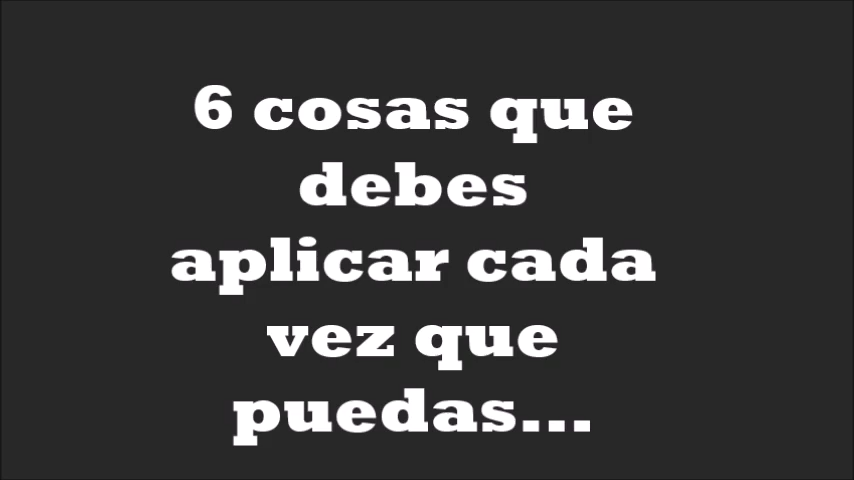 6 cosas que
debes
aplicar cada
vez que
puedas...